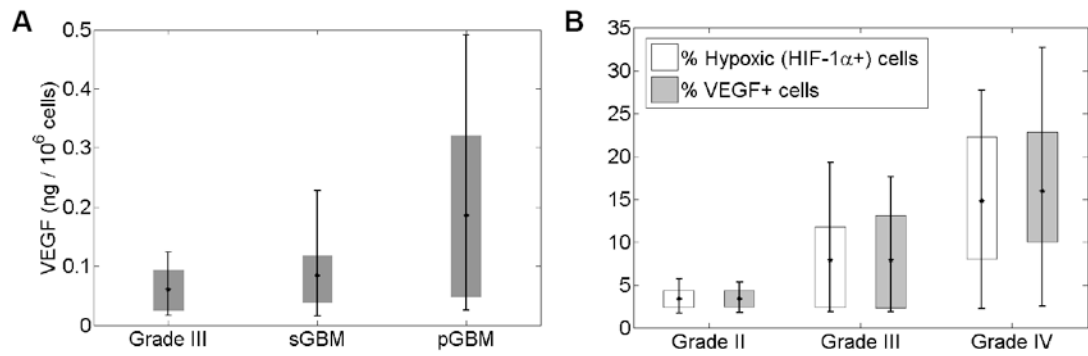 A
VEGF (ng / 10⁶ cells)
0.5
0.4
0.3
0.2
0.1
0
Grade III sGBM pGBM
B
35
30
25
20
15
10
5
0
% Hypoxic (HIF-1α+) cells
% VEGF+ cells
Grade II Grade III Grade IV